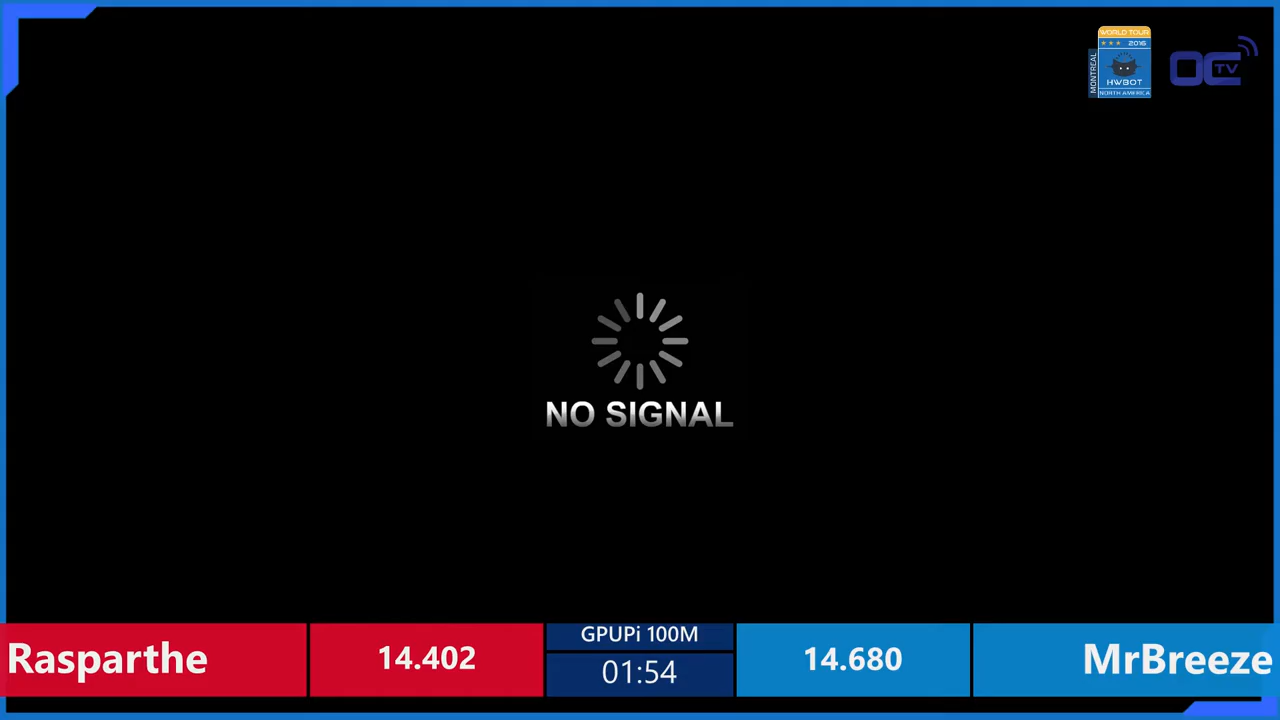 WORLD TOUR
2016
MONTREAL
HWBOT
NORTH AMERICA
OC TV
NO SIGNAL
Rasparthe
14.402
GPUPi 100M
01:54
14.680
MrBreeze